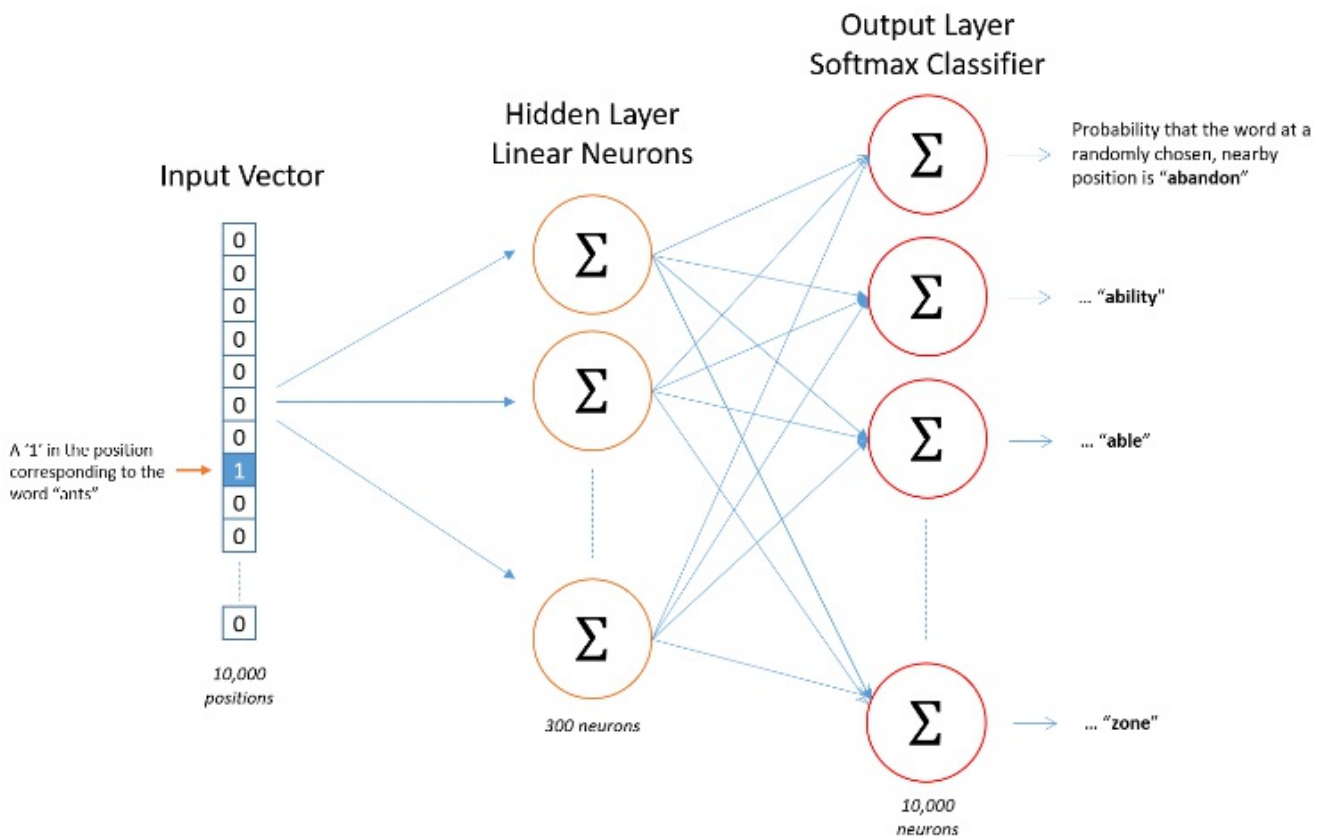 Output Layer
Softmax Classifier
Hidden Layer
Linear Neurons
Input Vector
0
0
0
0
0
0
0
1
0
0
0
A '1' in the position
corresponding to the
word "ants"
10,000
positions
Σ
Σ
Σ
300 neurons
Σ
Σ
Σ
Σ
10,000
neurons
Probability that the word at a
randomly chosen, nearby
position is "abandon"
... "ability"
... "able"
... "zone"